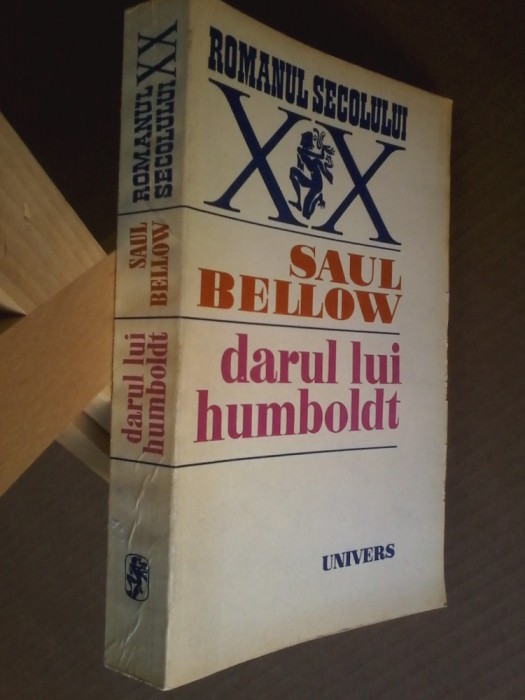 ROMANUL
SECOLULUI
XX
SAUL
BELLOW
darul lui
humboldt
ROMANUL SECOLULUI
XX
SAUL
BELLOW
darul lui
humboldt
UNIVERS